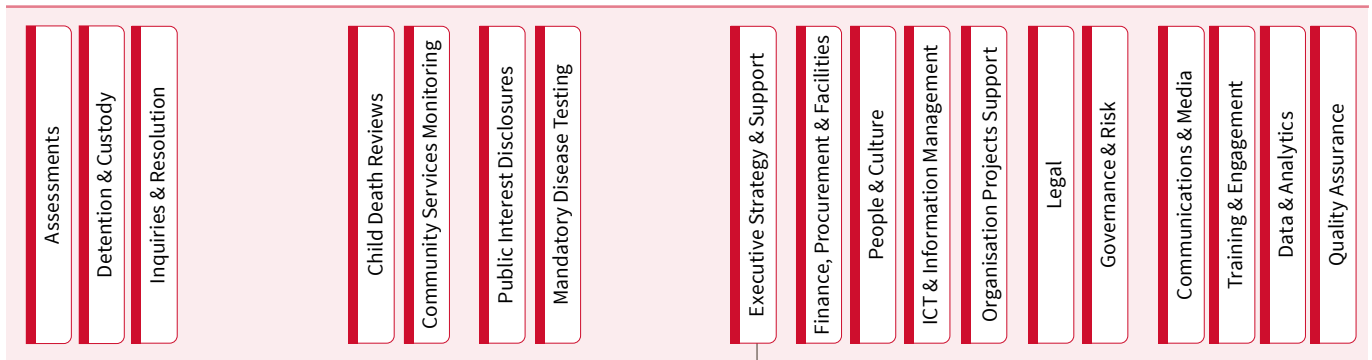 Assessments
Detention & Custody
Inquiries & Resolution
Child Death Reviews
Community Services Monitoring
Public Interest Disclosures
Mandatory Disease Testing
Executive Strategy & Support
Finance, Procurement & Facilities
People & Culture
ICT & Information Management
Organisation Projects Support
Legal
Governance & Risk
Communications & Media
Training & Engagement
Data & Analytics
Quality Assurance